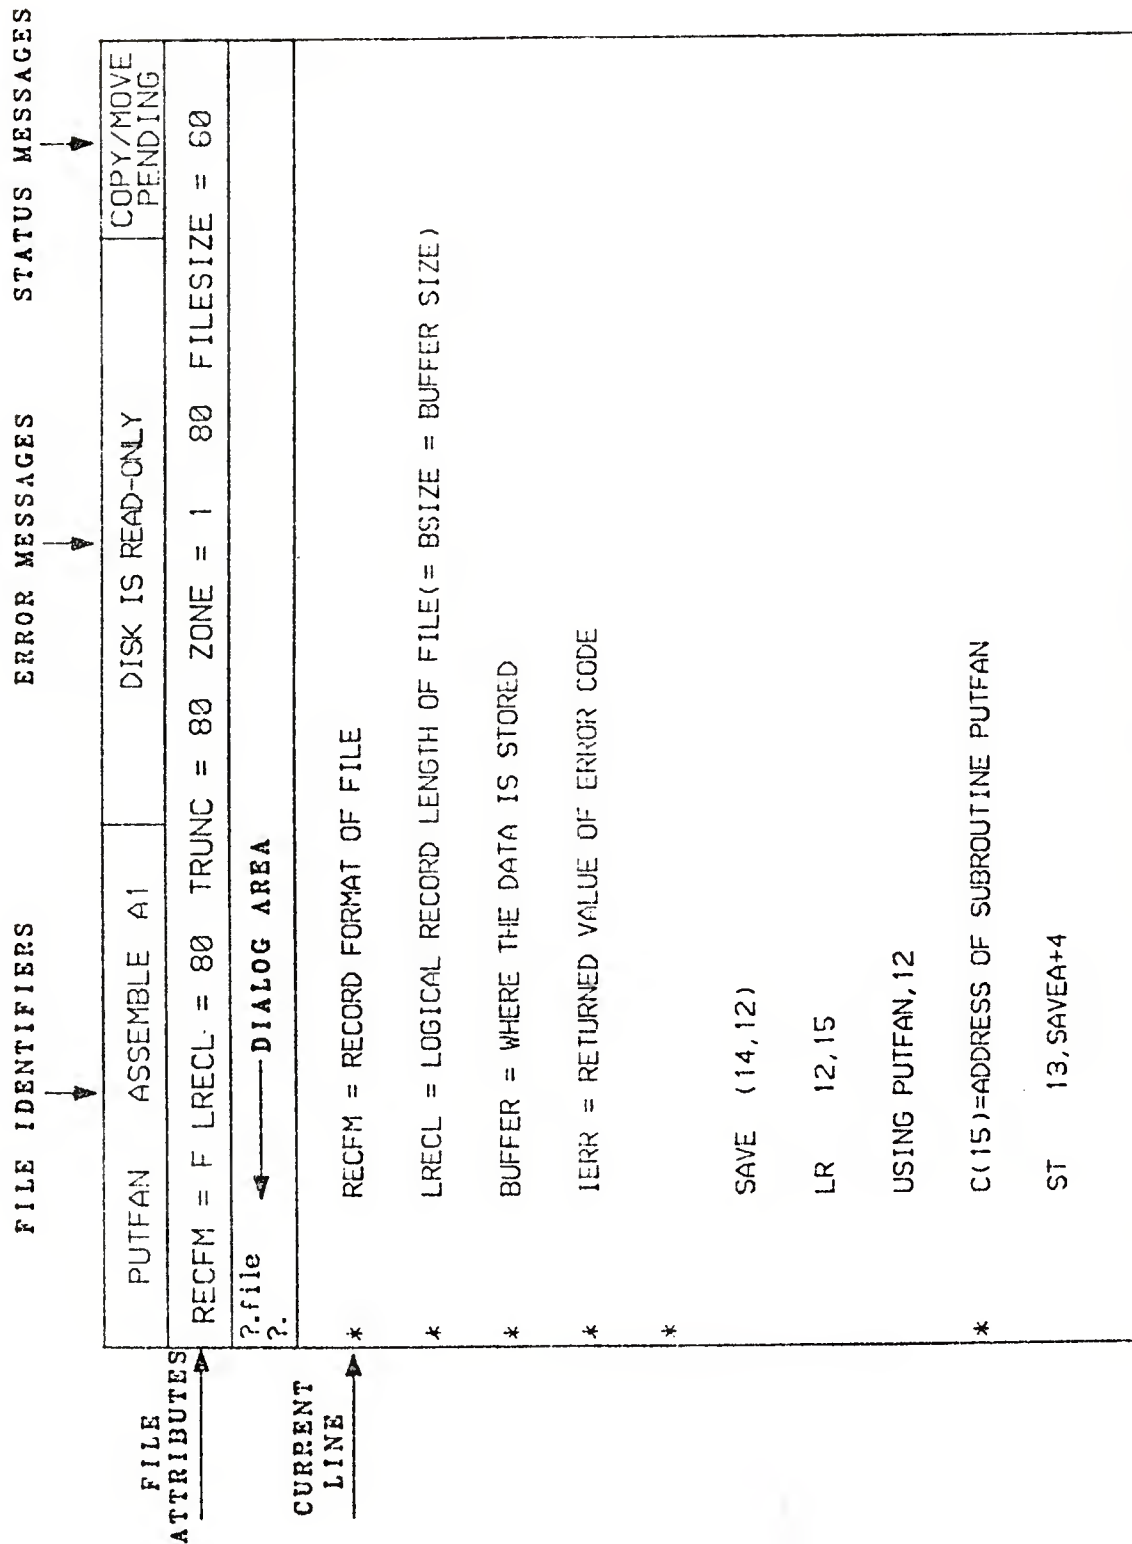 FILE IDENTIFIERS ERROR MESSAGES STATUS MESSAGES
PUTFAN ASSEMBLE A1 DISK IS READ-ONLY COPY/MOVE
PENDING
FILE
ATTRIBUTES
RECFM = F LRECL = 80 TRUNC = 80 ZONE = 1 80 FILESIZE = 60
?.file DIALOG AREA
?.
CURRENT
LINE
* RECFM = RECORD FORMAT OF FILE
* LRECL = LOGICAL RECORD LENGTH OF FILE(= BSIZE = BUFFER SIZE)
* BUFFER = WHERE THE DATA IS STORED
* IERR = RETURNED VALUE OF ERROR CODE
*
SAVE (14,12)
LR 12,15
USING PUTFAN,12
* C(15)=ADDRESS OF SUBROUTINE PUTFAN
ST 13,SAVEA+4